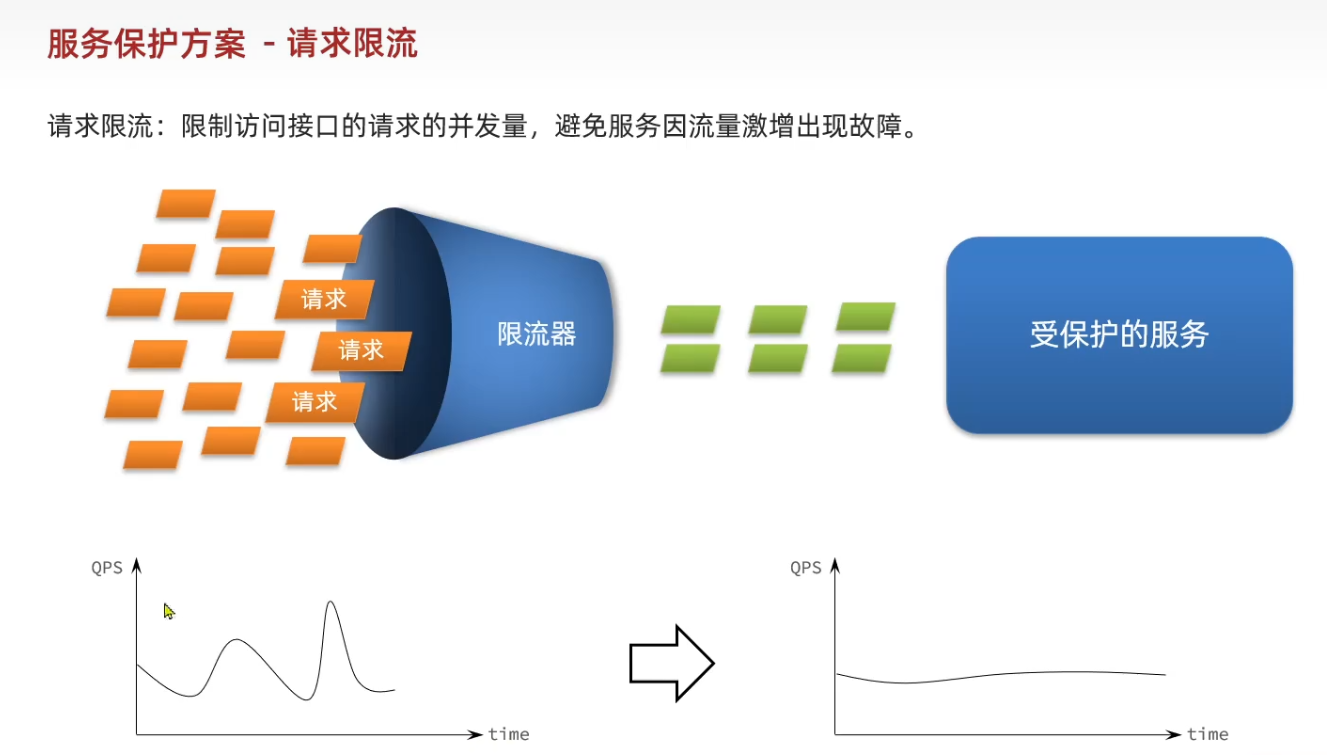 服务保护方案 - 请求限流
请求限流：限制访问接口的请求的并发量，避免服务因流量激增出现故障。
请求
请求
请求
限流器
受保护的服务
QPS
time
QPS
time